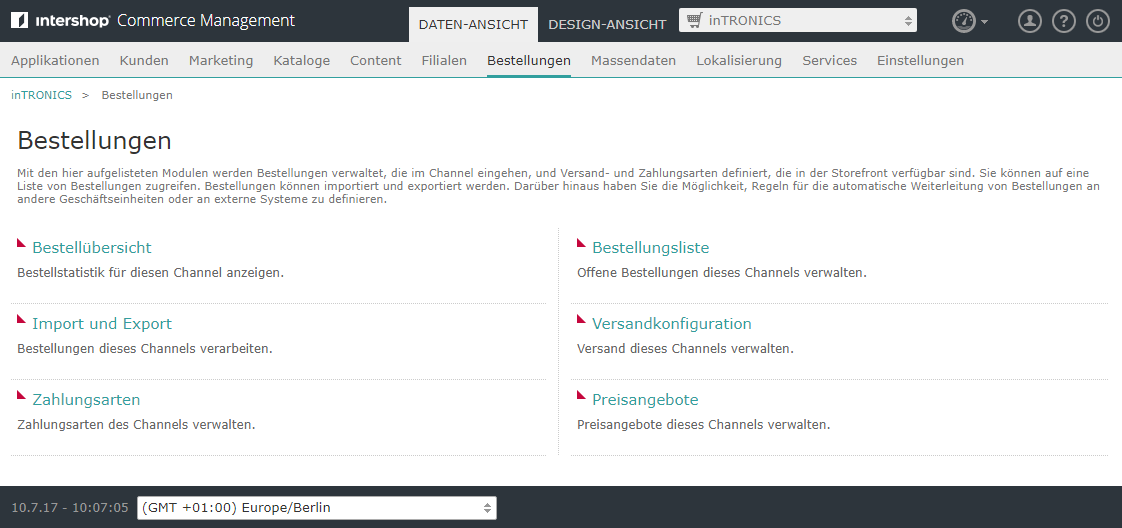 intershop® Commerce Management
DATEN-ANSICHT
DESIGN-ANSICHT
inTRONICS
?
Applikationen Kunden Marketing Kataloge Content Filialen Bestellungen Massendaten Lokalisierung Services Einstellungen
inTRONICS > Bestellungen
Bestellungen
Mit den hier aufgelisteten Modulen werden Bestellungen verwaltet, die im Channel eingehen, und Versand- und Zahlungsarten definiert, die in der Storefront verfügbar sind. Sie können auf eine
Liste von Bestellungen zugreifen. Bestellungen können importiert und exportiert werden. Darüber hinaus haben Sie die Möglichkeit, Regeln für die automatische Weiterleitung von Bestellungen an
andere Geschäftseinheiten oder an externe Systeme zu definieren.
Bestellübersicht
Bestellstatistik für diesen Channel anzeigen.
Bestellungsliste
Offene Bestellungen dieses Channels verwalten.
Import und Export
Bestellungen dieses Channels verarbeiten.
Versandkonfiguration
Versand dieses Channels verwalten.
Zahlungsarten
Zahlungsarten des Channels verwalten.
Preisangebote
Preisangebote dieses Channels verwalten.
10.7.17 - 10:07:05
(GMT +01:00) Europe/Berlin